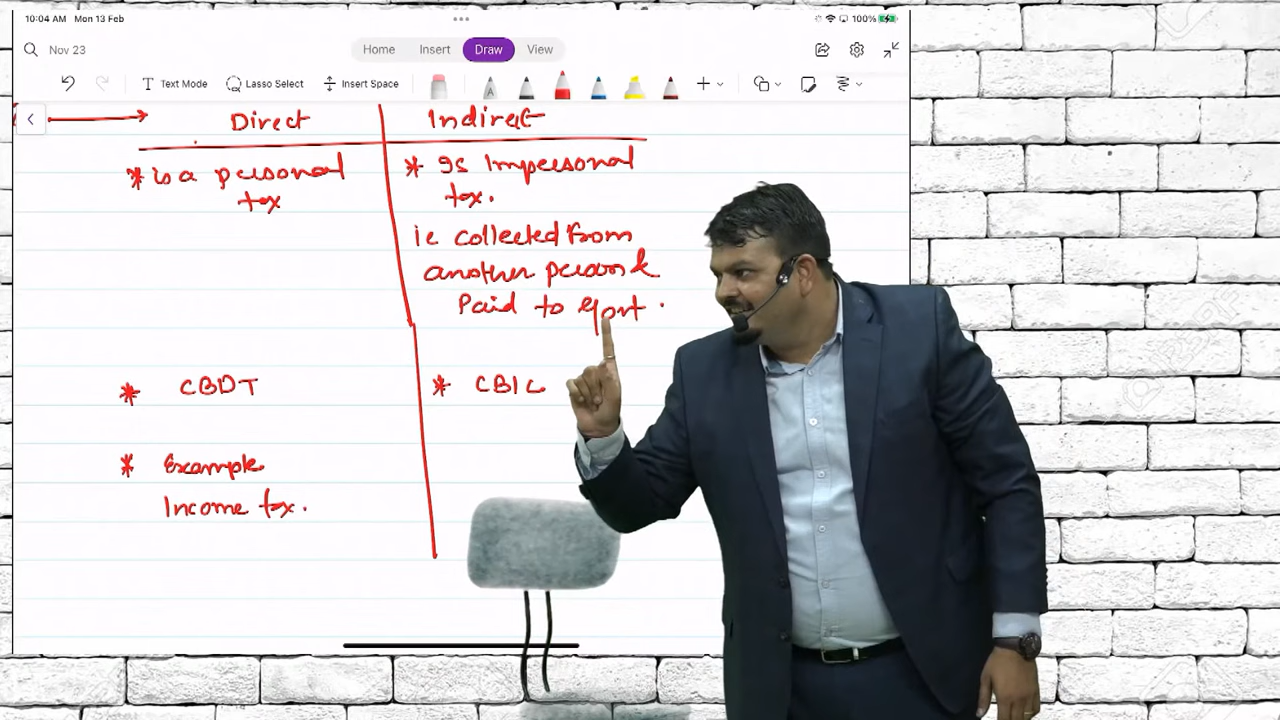 10:04 AM Mon 13 Feb
100%
Nov 23
Home Insert Draw View
Text Mode Lasso Select Insert Space
Direct
Indirect
* is a personal
tax
* Is Impersonal
tax.
ie collected from
another person &
Paid to Govt.
* CBDT
* CBIC
* Example
Income tax.